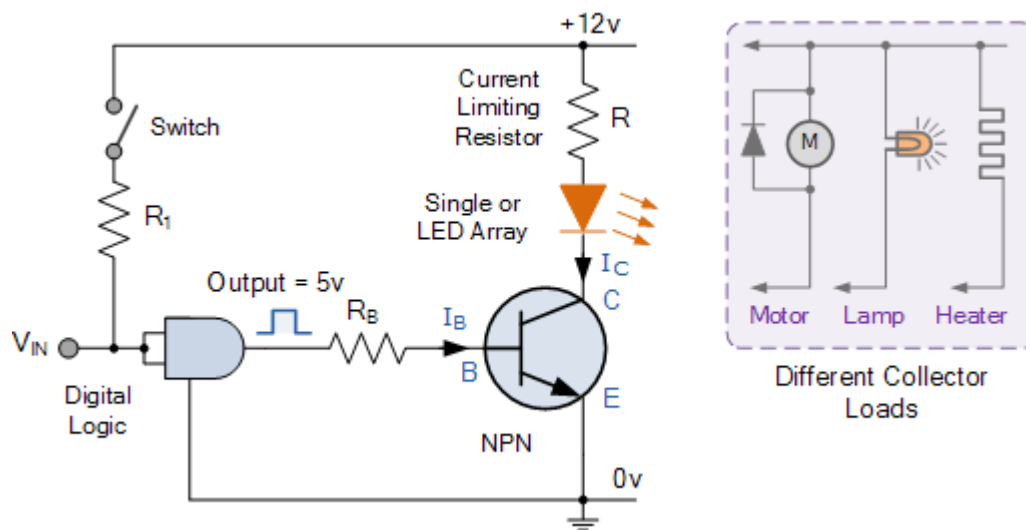 +12v
Switch
R1
Current
Limiting
Resistor
R
Single or
LED Array
IC
C
Output = 5v
RB
IB
B
E
VIN
Digital
Logic
NPN
0v
M
Motor
Lamp
Heater
Different Collector
Loads